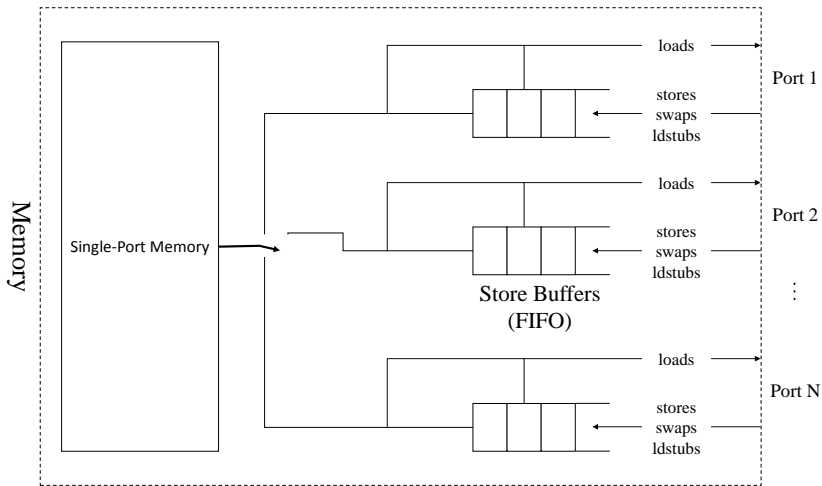 Memory
Single-Port Memory
loads
Port 1
stores
swaps
ldstubs
loads
Port 2
stores
swaps
ldstubs
Store Buffers
(FIFO)
...
loads
Port N
stores
swaps
ldstubs